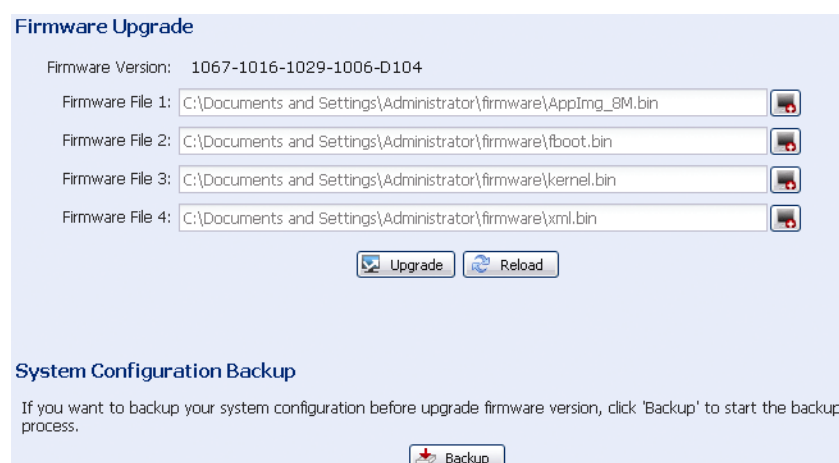 Firmware Upgrade
Firmware Version: 1067-1016-1029-1006-D104
Firmware File 1: C:\Documents and Settings\Administrator\firmware\AppImg_8M.bin
Firmware File 2: C:\Documents and Settings\Administrator\firmware\fboot.bin
Firmware File 3: C:\Documents and Settings\Administrator\firmware\kernel.bin
Firmware File 4: C:\Documents and Settings\Administrator\firmware\xml.bin
Upgrade Reload
System Configuration Backup
If you want to backup your system configuration before upgrade firmware version, click 'Backup' to start the backup
process.
Backup